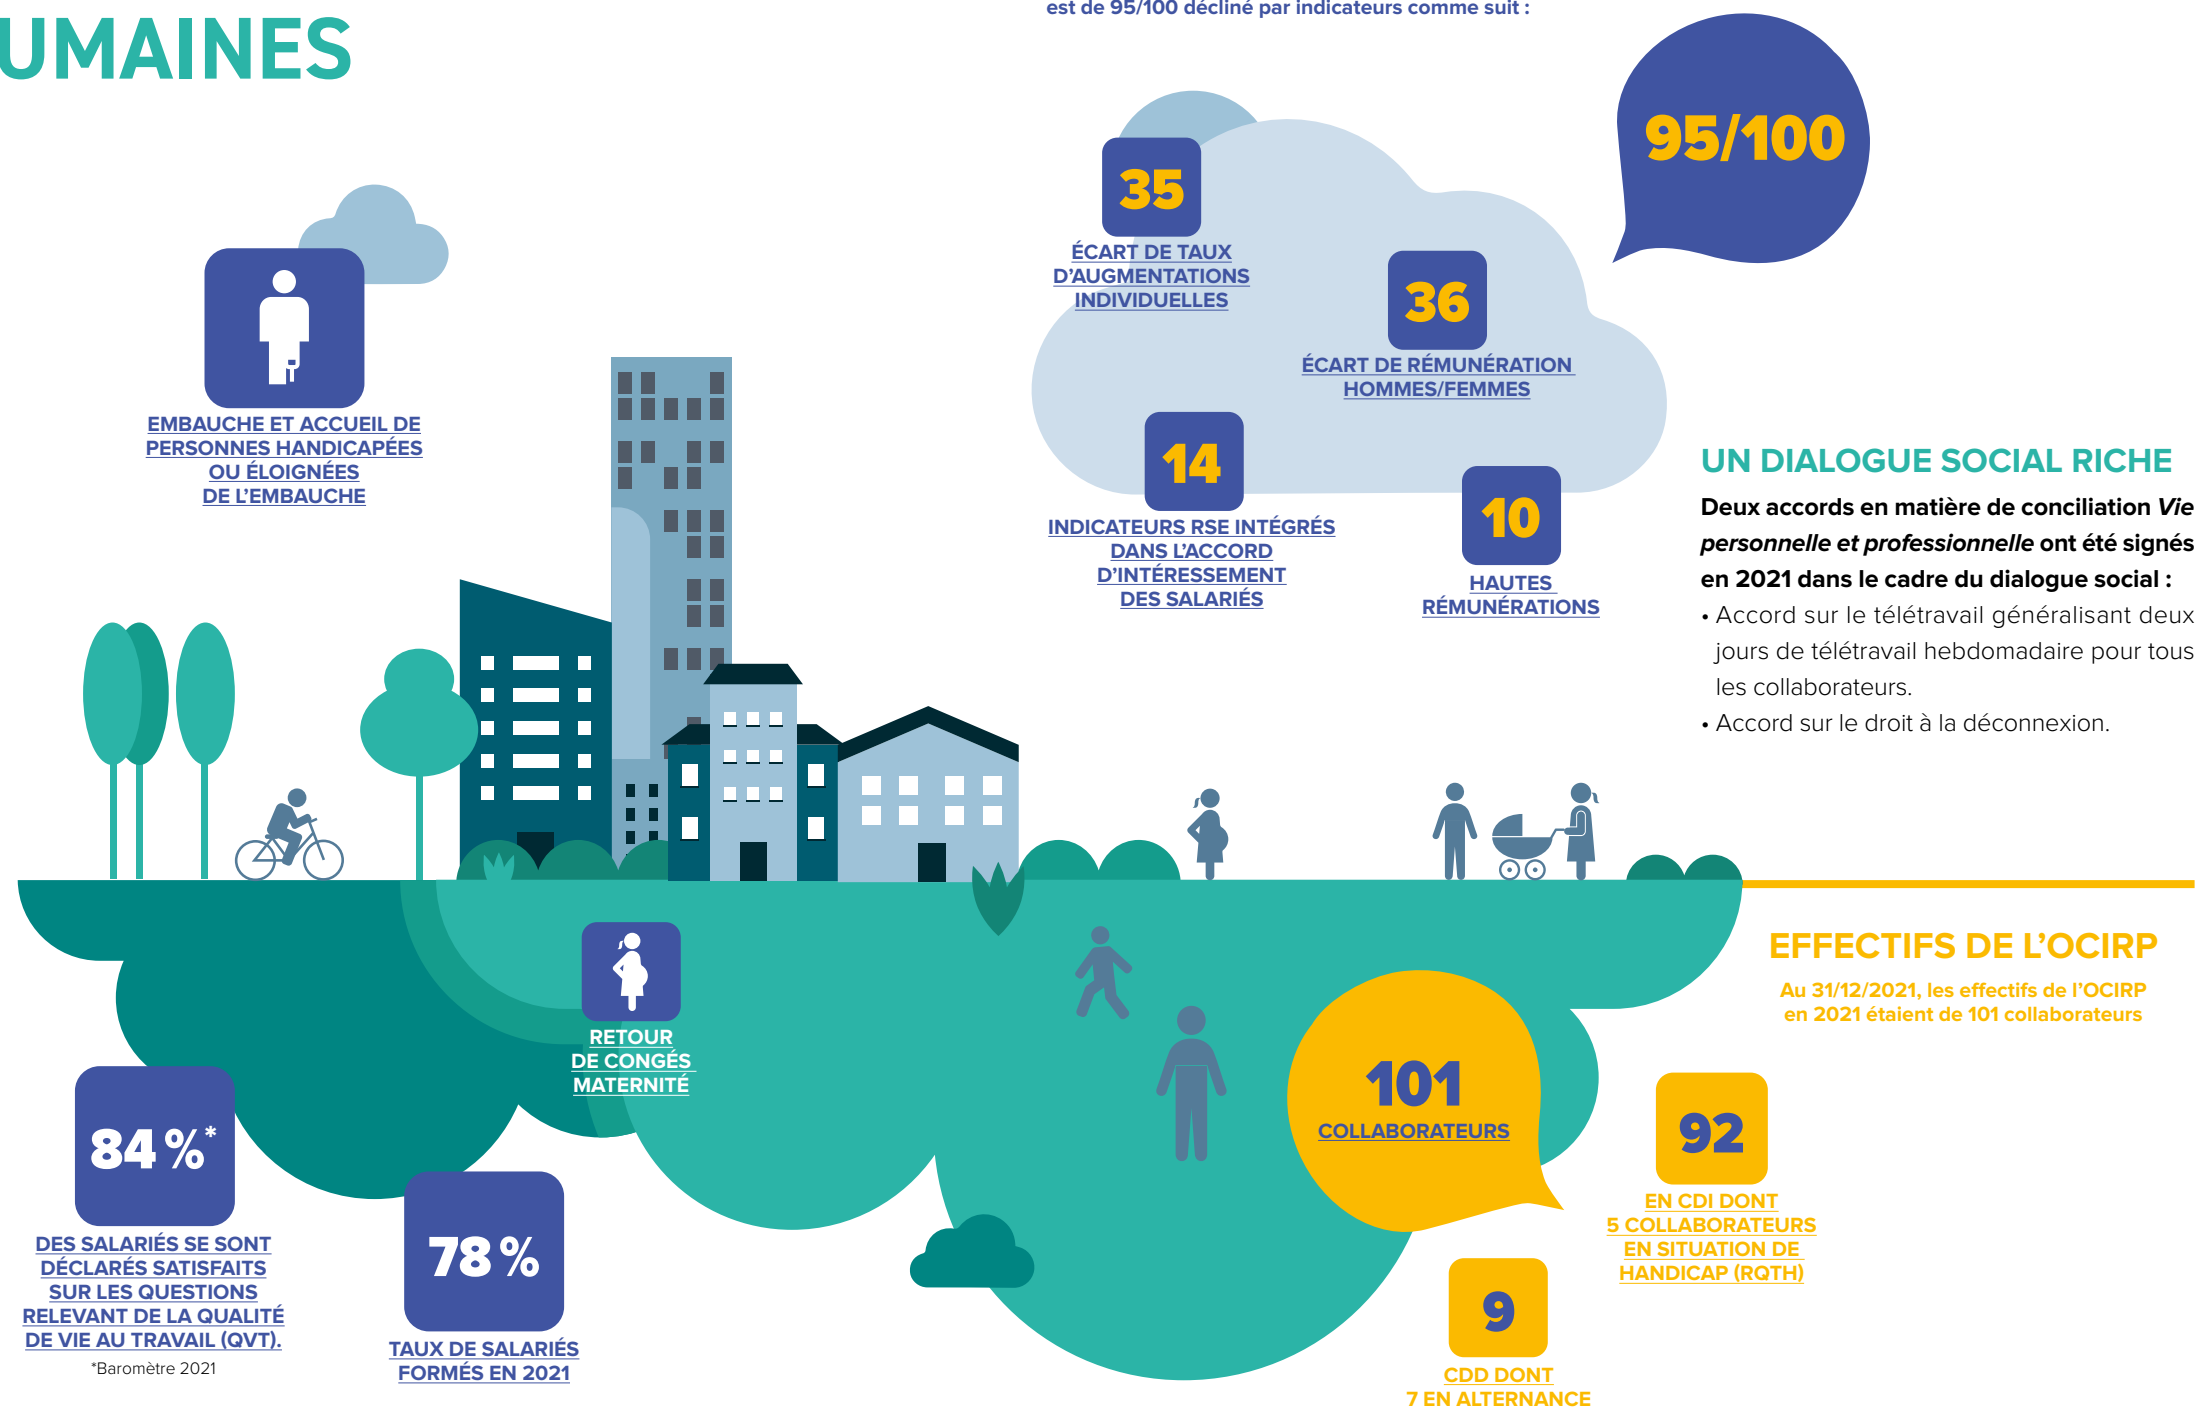 UMAINES
est de 95/100 décliné par indicateurs comme suit :
95/100
35
ÉCART DE TAUX
D'AUGMENTATIONS
INDIVIDUELLES
36
ÉCART DE RÉMUNÉRATION
HOMMES/FEMMES
14
INDICATEURS RSE INTÉGRÉS
DANS L'ACCORD
D'INTÉRESSEMENT
DES SALARIÉS
10
HAUTES
RÉMUNÉRATIONS
EMBAUCHE ET ACCUEIL DE
PERSONNES HANDICAPÉES
OU ÉLOIGNÉES
DE L'EMBAUCHE
UN DIALOGUE SOCIAL RICHE
Deux accords en matière de conciliation Vie
personnelle et professionnelle ont été signés
en 2021 dans le cadre du dialogue social :
• Accord sur le télétravail généralisant deux
jours de télétravail hebdomadaire pour tous
les collaborateurs.
• Accord sur le droit à la déconnexion.
RETOUR
DE CONGÉS
MATERNITÉ
84 %*
DES SALARIÉS SE SONT
DÉCLARÉS SATISFAITS
SUR LES QUESTIONS
RELEVANT DE LA QUALITÉ
DE VIE AU TRAVAIL (QVT).
*Baromètre 2021
78 %
TAUX DE SALARIÉS
FORMÉS EN 2021
EFFECTIFS DE L'OCIRP
Au 31/12/2021, les effectifs de l'OCIRP
en 2021 étaient de 101 collaborateurs
101
COLLABORATEURS
92
EN CDI DONT
5 COLLABORATEURS
EN SITUATION DE
HANDICAP (RQTH)
9
CDD DONT
7 EN ALTERNANCE